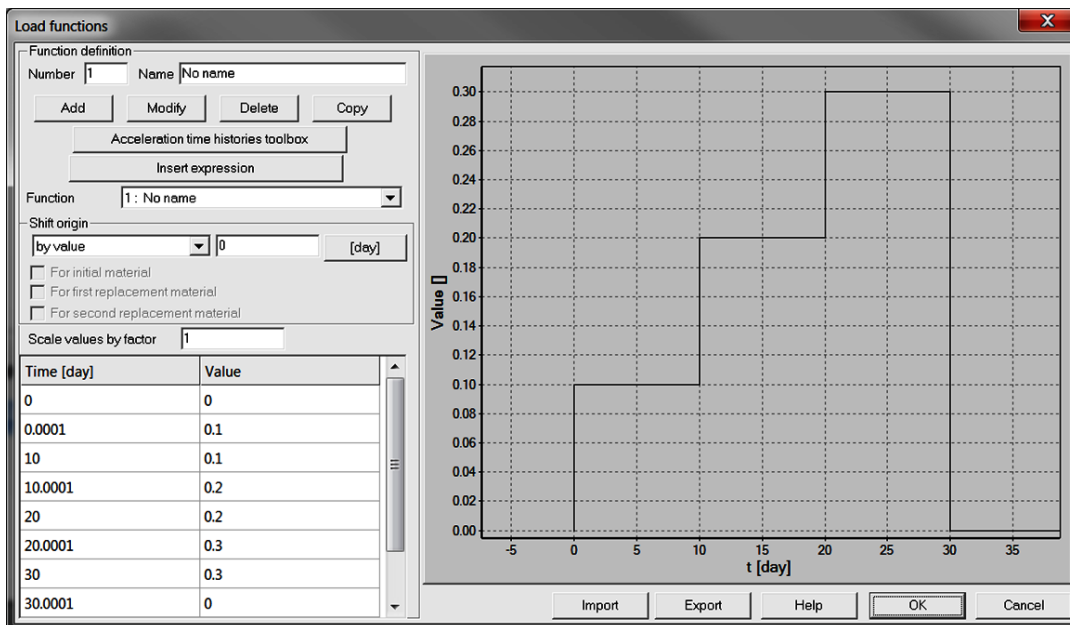 Load functions
X
Function definition
Number 1 Name No name
Add Modify Delete Copy
Acceleration time histories toolbox
Insert expression
Function 1 : No name
Shift origin
by value 0 [day]
For initial material
For first replacement material
For second replacement material
Scale values by factor 1
Time [day] Value
0 0
0.0001 0.1
10 0.1
10.0001 0.2
20 0.2
20.0001 0.3
30 0.3
30.0001 0
Value []
0.30
0.28
0.26
0.24
0.22
0.20
0.18
0.16
0.14
0.12
0.10
0.08
0.06
0.04
0.02
0.00
-5 0 5 10 15 20 25 30 35
t [day]
Import Export Help OK Cancel